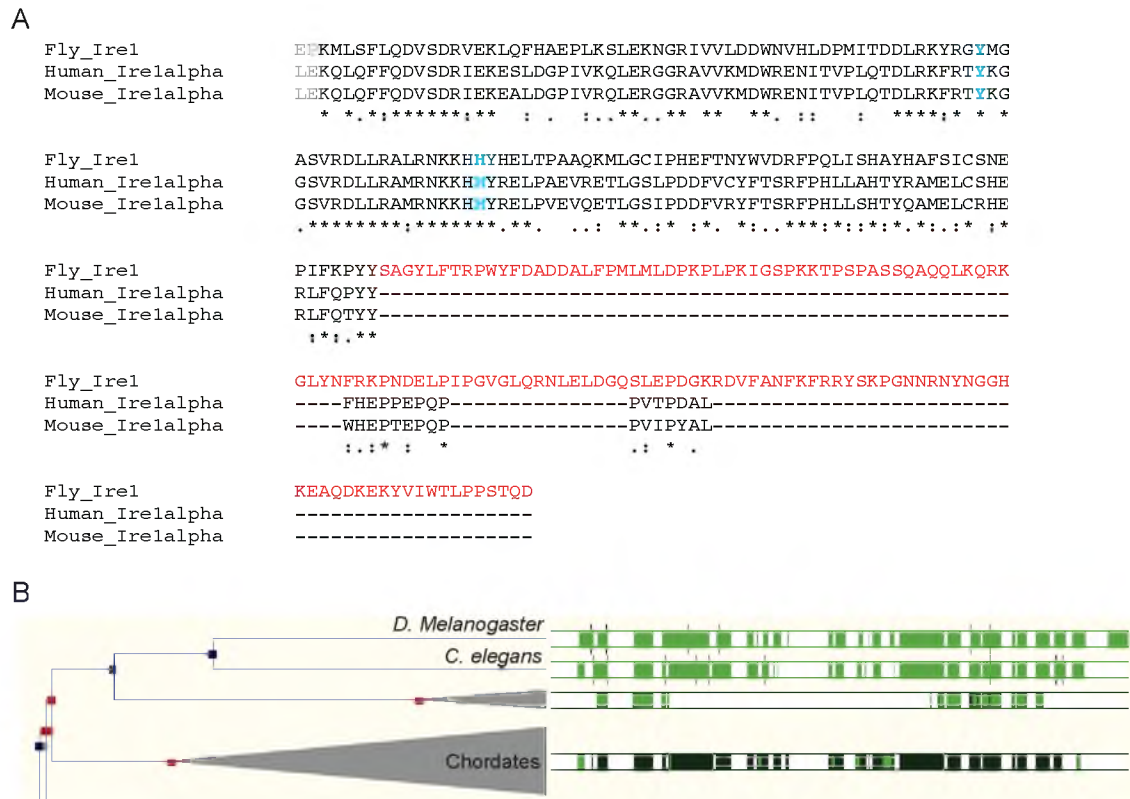 A
Fly_Ire1 EPKMLSFLQDVSDRVEKLQFHAEPLKSLEKNGRIVVLDDWNVHLDPMITDDLRKYRGYMG
Human_Ire1alpha LEKQLQFFQDVSDRIEKESLDGPIVKQLERGGRAVVKMDWRENITVPLQTDLRKFRTYKG
Mouse_Ire1alpha LEKQLQFFQDVSDRIEKEALDGPIVRQLERGGRAVVKMDWRENITVPLQTDLRKFRTYKG
* *.*:******:** :. :..**:.** ** ** : : ****:* * *
Fly_Ire1 ASVRDLLRALRNKKHHYHELTPAAQKMLGCIPHEFTNYWVDRFPQLISHAYHAFSICSNE
Human_Ire1alpha GSVRDLLRAMRNKKHHYRELPAEVRETLGSLPDDFVCYFTSRFPHLLAHTYRAMELCSHE
Mouse_Ire1alpha GSVRDLLRAMRNKKHHYRELPVEVQETLGSIPDDFVRYFTSRFPHLLSHTYQAMELCRHE
.********:*******.**. .:: **.:*.:*. *:..***:*:.*:*.*:.:* :*
Fly_Ire1 PIFKPYYSAGYLFTRPWYFDADDALFPMLMLDPKPLPKIGSPKKTPSPASSQAQQLKQRK
Human_Ire1alpha RLFQPYY-----------------------------------------------------
Mouse_Ire1alpha RLFQTYY-----------------------------------------------------
:*:.**
Fly_Ire1 GLYNFRKPNDELPIPGVGLQRNLELDGQSLEPDGKRDVFANFKFRRYSKPGNNRNYNGGH
Human_Ire1alpha ----FHEPPEPQP---------------PVTPDAL-------------------------
Mouse_Ire1alpha ----WHEPTEPQP---------------PVIPYAL-------------------------
:.:* : * .: * .
Fly_Ire1 KEAQDKEKYVIWTLPPSTQD
Human_Ire1alpha --------------------
Mouse_Ire1alpha --------------------
B
D. Melanogaster
C. elegans
Chordates